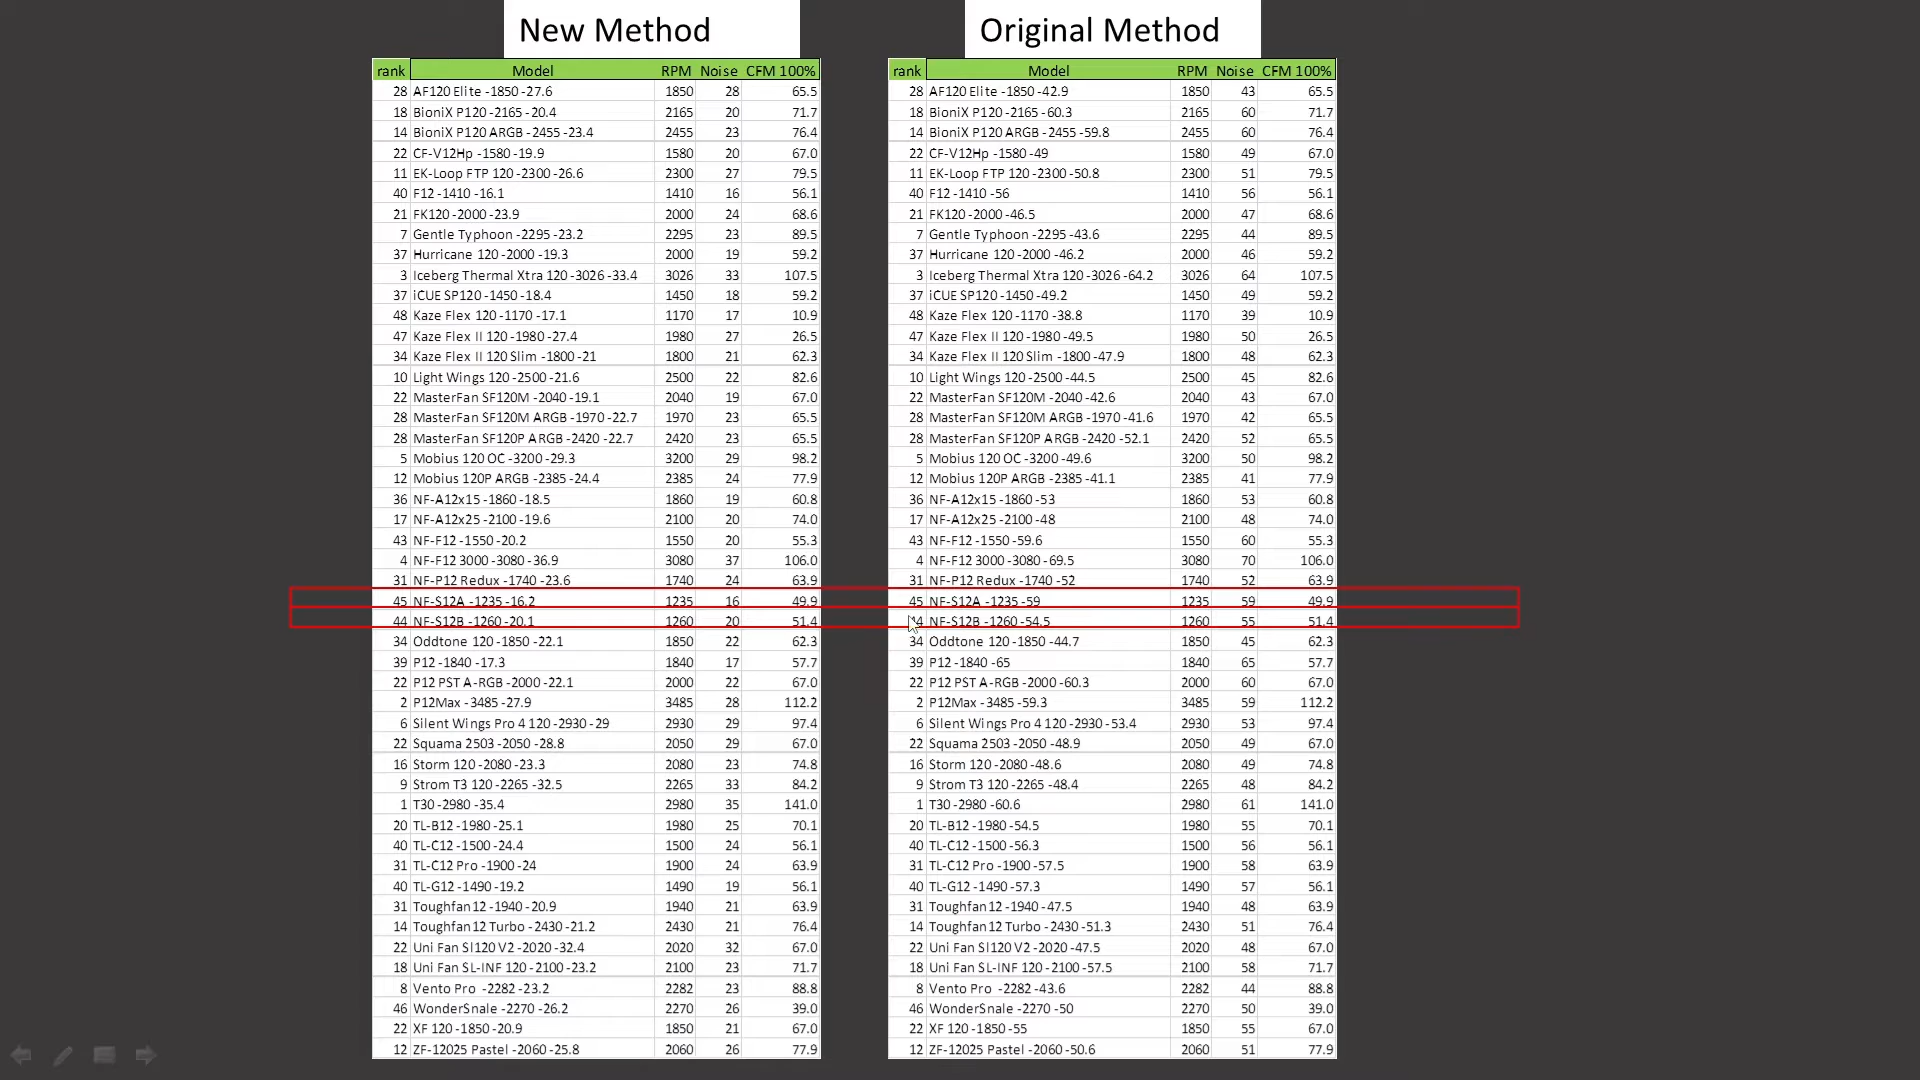 New Method
rank Model RPM Noise CFM 100%
28 AF120 Elite -1850 -27.6 1850 28 65.5
18 BioniX P120 -2165 -20.4 2165 20 71.7
14 BioniX P120 ARGB -2455 -23.4 2455 23 76.4
22 CF-V12Hp -1580 -19.9 1580 20 67.0
11 EK-Loop FTP 120 -2300 -26.6 2300 27 79.5
40 F12 -1410 -16.1 1410 16 56.1
21 FK120 -2000 -23.9 2000 24 68.6
7 Gentle Typhoon -2295 -23.2 2295 23 89.5
37 Hurricane 120 -2000 -19.3 2000 19 59.2
3 Iceberg Thermal Xtra 120 -3026 -33.4 3026 33 107.5
37 iCUE SP120 -1450 -18.4 1450 18 59.2
48 Kaze Flex 120 -1170 -17.1 1170 17 10.9
47 Kaze Flex II 120 -1980 -27.4 1980 27 26.5
34 Kaze Flex II 120 Slim -1800 -21 1800 21 62.3
10 Light Wings 120 -2500 -21.6 2500 22 82.6
22 MasterFan SF120M -2040 -19.1 2040 19 67.0
28 MasterFan SF120M ARGB -1970 -22.7 1970 23 65.5
28 MasterFan SF120P ARGB -2420 -22.7 2420 23 65.5
5 Mobius 120 OC -3200 -29.3 3200 29 98.2
12 Mobius 120P ARGB -2385 -24.4 2385 24 77.9
36 NF-A12x15 -1860 -18.5 1860 19 60.8
17 NF-A12x25 -2100 -19.6 2100 20 74.0
43 NF-F12 -1550 -20.2 1550 20 55.3
4 NF-F12 3000 -3080 -36.9 3080 37 106.0
31 NF-P12 Redux -1740 -23.6 1740 24 63.9
45 NF-S12A -1235 -16.2 1235 16 49.9
44 NF-S12B -1260 -20.1 1260 20 51.4
34 Oddtone 120 -1850 -22.1 1850 22 62.3
39 P12 -1840 -17.3 1840 17 57.7
22 P12 PST A-RGB -2000 -22.1 2000 22 67.0
2 P12Max -3485 -27.9 3485 28 112.2
6 Silent Wings Pro 4 120 -2930 -29 2930 29 97.4
22 Squama 2503 -2050 -28.8 2050 29 67.0
16 Storm 120 -2080 -23.3 2080 23 74.8
9 Strom T3 120 -2265 -32.5 2265 33 84.2
1 T30 -2980 -35.4 2980 35 141.0
20 TL-B12 -1980 -25.1 1980 25 70.1
40 TL-C12 -1500 -24.4 1500 24 56.1
31 TL-C12 Pro -1900 -24 1900 24 63.9
40 TL-G12 -1490 -19.2 1490 19 56.1
31 Toughfan12 -1940 -20.9 1940 21 63.9
14 Toughfan12 Turbo -2430 -21.2 2430 21 76.4
22 Uni Fan Sl120 V2 -2020 -32.4 2020 32 67.0
18 Uni Fan SL-INF 120 -2100 -23.2 2100 23 71.7
8 Vento Pro -2282 -23.2 2282 23 88.8
46 WonderSnale -2270 -26.2 2270 26 39.0
22 XF 120 -1850 -20.9 1850 21 67.0
12 ZF-12025 Pastel -2060 -25.8 2060 26 77.9
Original Method
rank Model RPM Noise CFM 100%
28 AF120 Elite -1850 -42.9 1850 43 65.5
18 BioniX P120 -2165 -60.3 2165 60 71.7
14 BioniX P120 ARGB -2455 -59.8 2455 60 76.4
22 CF-V12Hp -1580 -49 1580 49 67.0
11 EK-Loop FTP 120 -2300 -50.8 2300 51 79.5
40 F12 -1410 -56 1410 56 56.1
21 FK120 -2000 -46.5 2000 47 68.6
7 Gentle Typhoon -2295 -43.6 2295 44 89.5
37 Hurricane 120 -2000 -46.2 2000 46 59.2
3 Iceberg Thermal Xtra 120 -3026 -64.2 3026 64 107.5
37 iCUE SP120 -1450 -49.2 1450 49 59.2
48 Kaze Flex 120 -1170 -38.8 1170 39 10.9
47 Kaze Flex II 120 -1980 -49.5 1980 50 26.5
34 Kaze Flex II 120 Slim -1800 -47.9 1800 48 62.3
10 Light Wings 120 -2500 -44.5 2500 45 82.6
22 MasterFan SF120M -2040 -42.6 2040 43 67.0
28 MasterFan SF120M ARGB -1970 -41.6 1970 42 65.5
28 MasterFan SF120P ARGB -2420 -52.1 2420 52 65.5
5 Mobius 120 OC -3200 -49.6 3200 50 98.2
12 Mobius 120P ARGB -2385 -41.1 2385 41 77.9
36 NF-A12x15 -1860 -53 1860 53 60.8
17 NF-A12x25 -2100 -48 2100 48 74.0
43 NF-F12 -1550 -59.6 1550 60 55.3
4 NF-F12 3000 -3080 -69.5 3080 70 106.0
31 NF-P12 Redux -1740 -52 1740 52 63.9
45 NF-S12A -1235 -59 1235 59 49.9
44 NF-S12B -1260 -54.5 1260 55 51.4
34 Oddtone 120 -1850 -44.7 1850 45 62.3
39 P12 -1840 -65 1840 65 57.7
22 P12 PST A-RGB -2000 -60.3 2000 60 67.0
2 P12Max -3485 -59.3 3485 59 112.2
6 Silent Wings Pro 4 120 -2930 -53.4 2930 53 97.4
22 Squama 2503 -2050 -48.9 2050 49 67.0
16 Storm 120 -2080 -48.6 2080 49 74.8
9 Strom T3 120 -2265 -48.4 2265 48 84.2
1 T30 -2980 -60.6 2980 61 141.0
20 TL-B12 -1980 -54.5 1980 55 70.1
40 TL-C12 -1500 -56.3 1500 56 56.1
31 TL-C12 Pro -1900 -57.5 1900 58 63.9
40 TL-G12 -1490 -57.3 1490 57 56.1
31 Toughfan12 -1940 -47.5 1940 48 63.9
14 Toughfan12 Turbo -2430 -51.3 2430 51 76.4
22 Uni Fan Sl120 V2 -2020 -47.5 2020 48 67.0
18 Uni Fan SL-INF 120 -2100 -57.5 2100 58 71.7
8 Vento Pro -2282 -43.6 2282 44 88.8
46 WonderSnale -2270 -50 2270 50 39.0
22 XF 120 -1850 -55 1850 55 67.0
12 ZF-12025 Pastel -2060 -50.6 2060 51 77.9